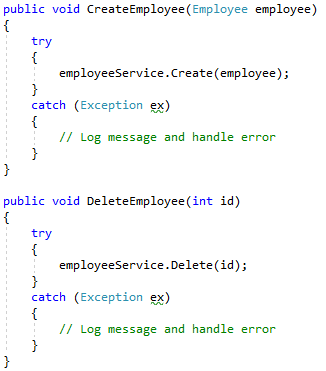 public void CreateEmployee(Employee employee)
{
    try
    {
        employeeService.Create(employee);
    }
    catch (Exception ex)
    {
        // Log message and handle error
    }
}

public void DeleteEmployee(int id)
{
    try
    {
        employeeService.Delete(id);
    }
    catch (Exception ex)
    {
        // Log message and handle error
    }
}